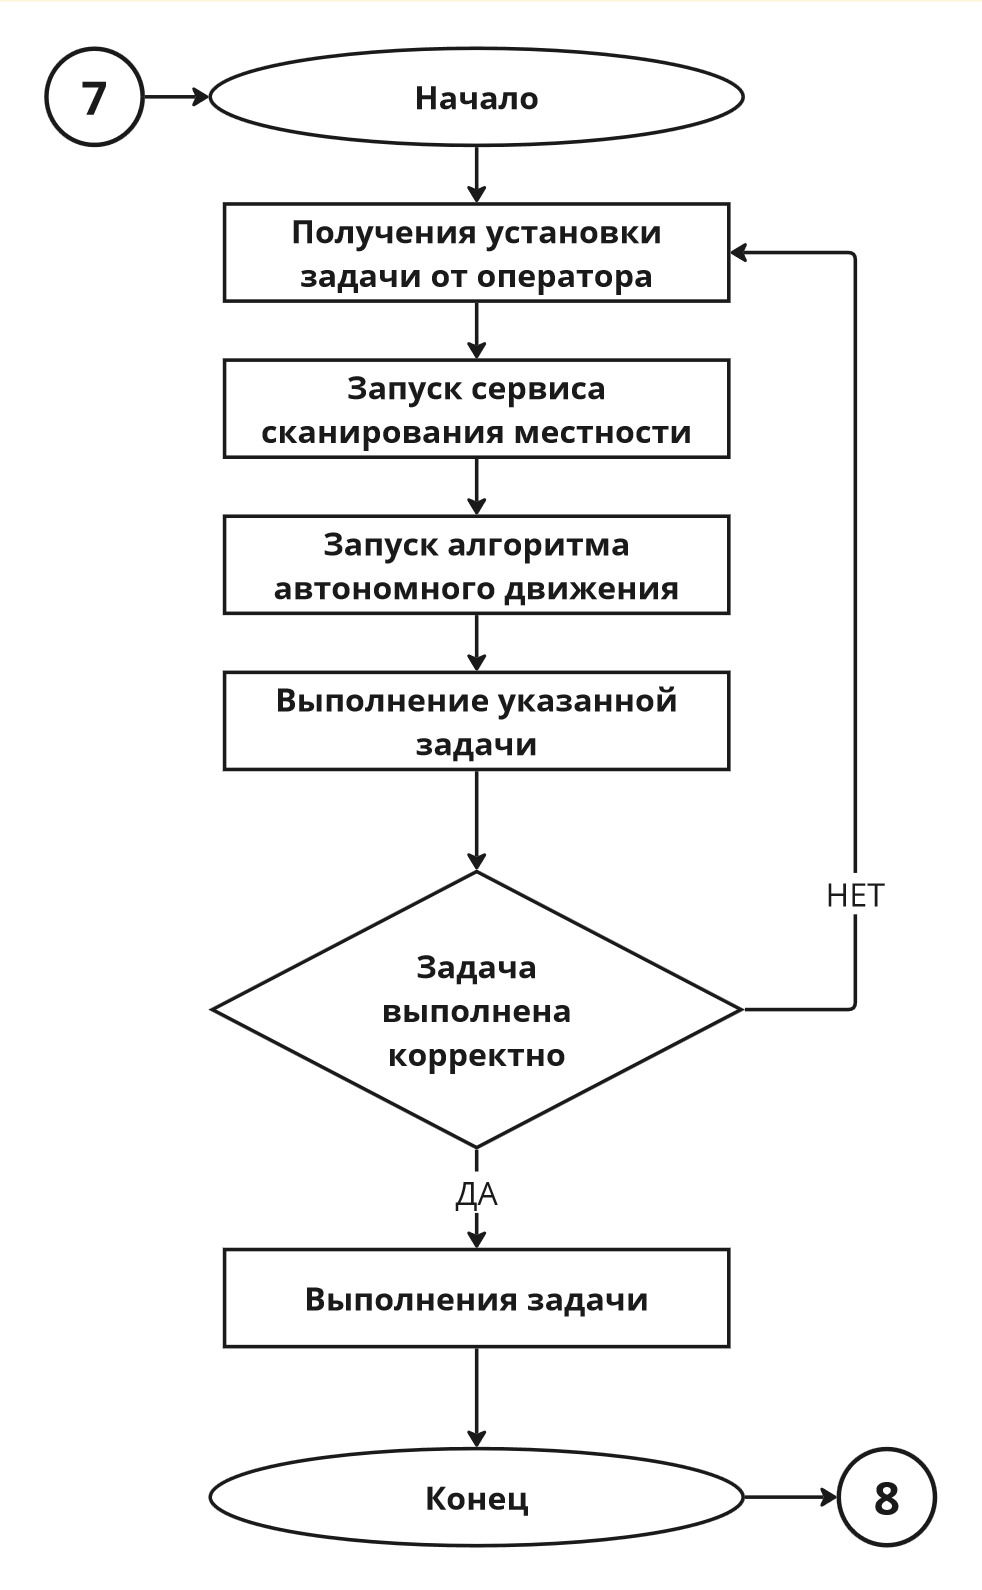 7
Начало
Получения установки
задачи от оператора
Запуск сервиса
сканирования местности
Запуск алгоритма
автономного движения
Выполнение указанной
задачи
НЕТ
Задача
выполнена
корректно
ДА
Выполнения задачи
Конец
8